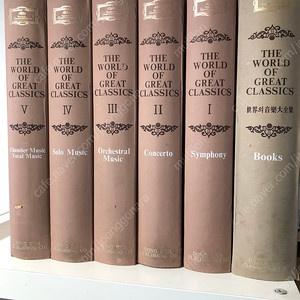 THE
WORLD
OF
GREAT
CLASSICS
V
Chamber Music
Vocal Music
THE
WORLD
OF
GREAT
CLASSICS
IV
Solo Music
THE
WORLD
OF
GREAT
CLASSICS
III
Orchestral
Music
THE
WORLD
OF
GREAT
CLASSICS
II
Concerto
THE
WORLD
OF
GREAT
CLASSICS
I
Symphony
THE
WORLD
OF
GREAT
CLASSICS
世界의音樂大全集
Books